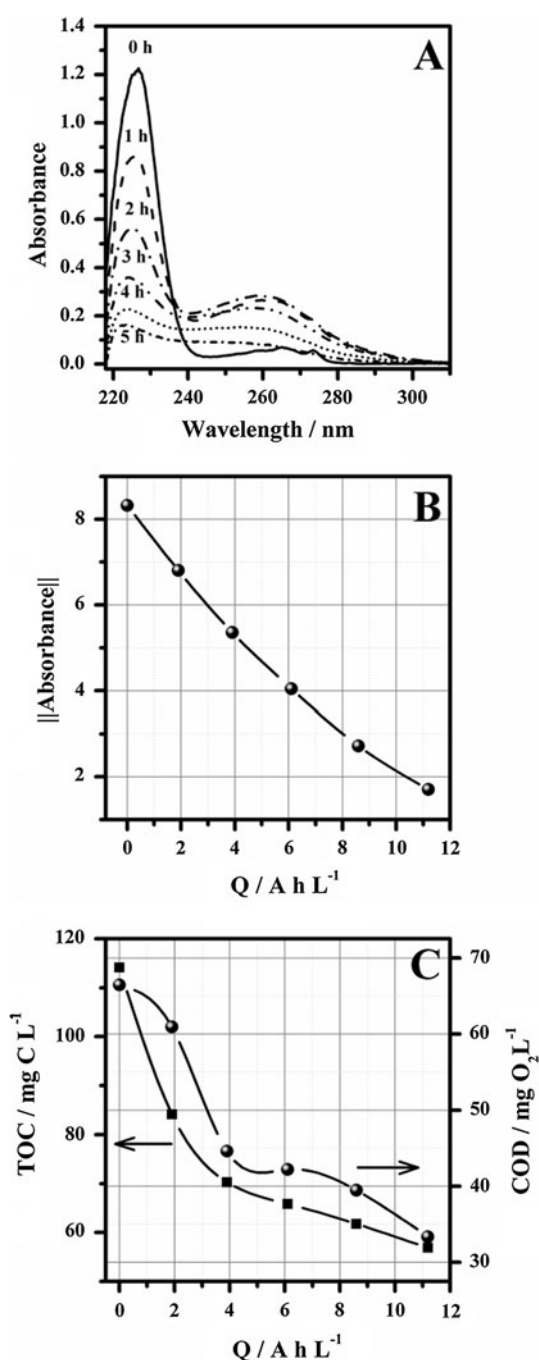 A
0 h
1 h
2 h
3 h
4 h
5 h
1.4
1.2
1.0
0.8
0.6
0.4
0.2
0.0
Absorbance
220 240 260 280 300
Wavelength / nm
B
8
6
4
2
||Absorbance||
0 2 4 6 8 10 12
Q / A h L⁻¹
C
120
100
80
60
TOC / mg C L⁻¹
70
60
50
40
30
COD / mg O₂L⁻¹
0 2 4 6 8 10 12
Q / A h L⁻¹